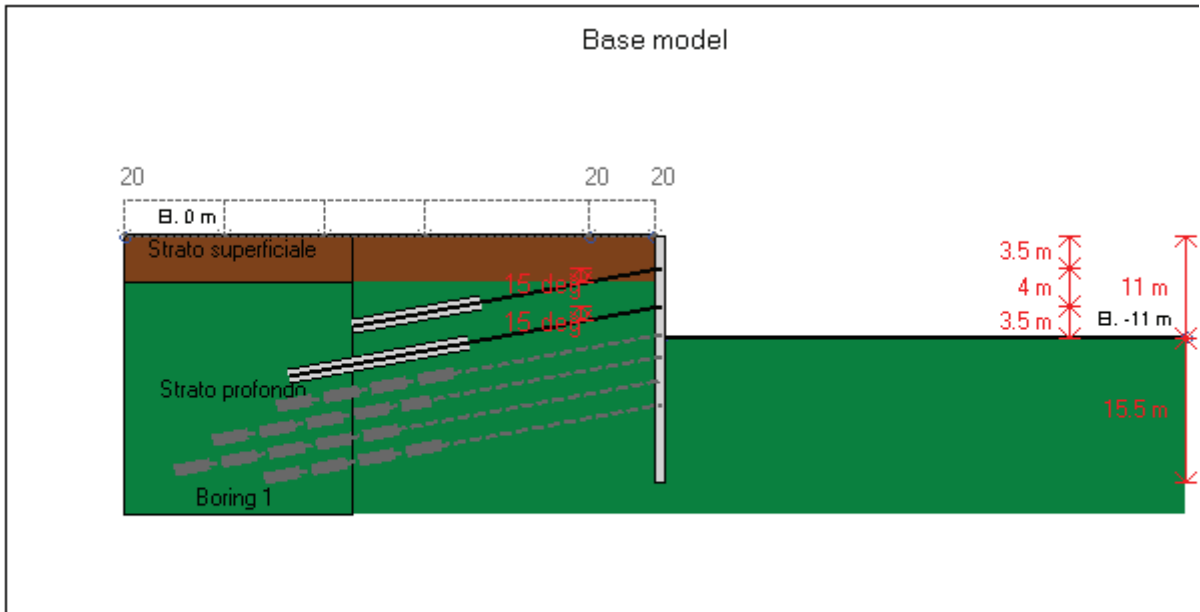 Base model
20
20
20
El. 0 m
Strato superficiale
3.5 m
15 deg
4 m
11 m
15 deg
3.5 m
El. -11 m
Strato profondo
15.5 m
Boring 1